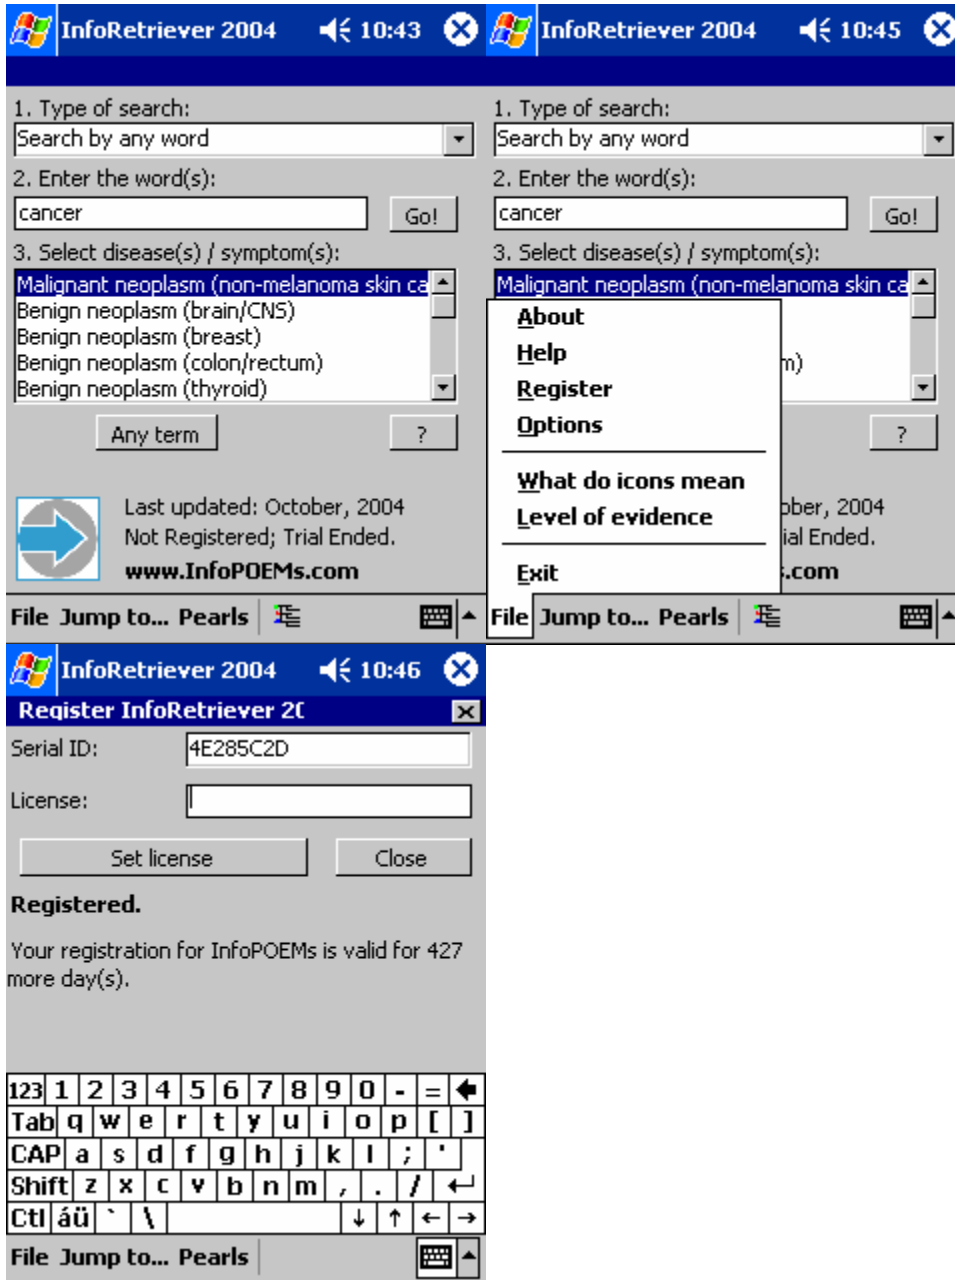 InfoRetriever 2004 10:43
1. Type of search:
Search by any word
2. Enter the word(s):
cancer Go!
3. Select disease(s) / symptom(s):
Malignant neoplasm (non-melanoma skin ca
Benign neoplasm (brain/CNS)
Benign neoplasm (breast)
Benign neoplasm (colon/rectum)
Benign neoplasm (thyroid)
Any term ?
Last updated: October, 2004
Not Registered; Trial Ended.
www.InfoPOEMs.com
File Jump to... Pearls
InfoRetriever 2004 10:45
1. Type of search:
Search by any word
2. Enter the word(s):
cancer Go!
3. Select disease(s) / symptom(s):
Malignant neoplasm (non-melanoma skin ca
About
Help
m)
Register
Options
?
What do icons mean
Level of evidence
ober, 2004
ial Ended.
Exit
.com
File Jump to... Pearls
InfoRetriever 2004 10:46
Register InfoRetriever 20
Serial ID: 4E285C2D
License:
Set license Close
Registered.
Your registration for InfoPOEMs is valid for 427
more day(s).
123 1 2 3 4 5 6 7 8 9 0 - =
Tab q w e r t y u i o p [ ]
CAP a s d f g h j k l ; '
Shift z x c v b n m , . /
Ctl áü ` \ ↓ ↑ ← →
File Jump to... Pearls